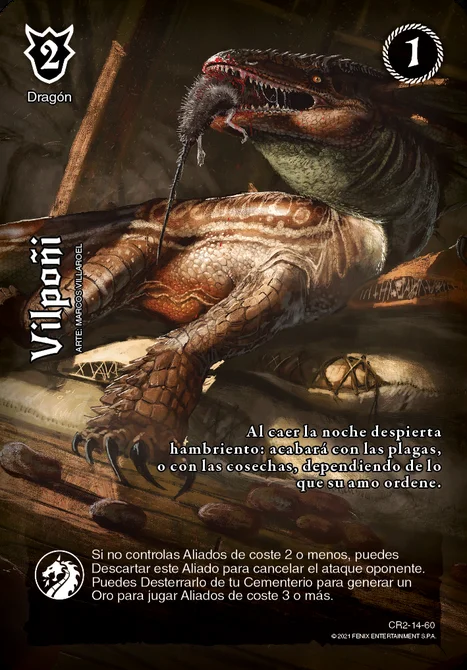 2
1
Dragón
Vilpoñi
ARTE: MARCOS VILLAROEL
Al caer la noche despierta
hambriento: acabará con las plagas,
o con las cosechas, dependiendo de lo
que su amo ordene.
Si no controlas Aliados de coste 2 o menos, puedes
Descartar este Aliado para cancelar el ataque oponente.
Puedes Desterrarlo de tu Cementerio para generar un
Oro para jugar Aliados de coste 3 o más.
CR2-14-60
©2021 FENIX ENTERTAINMENT S.P.A.